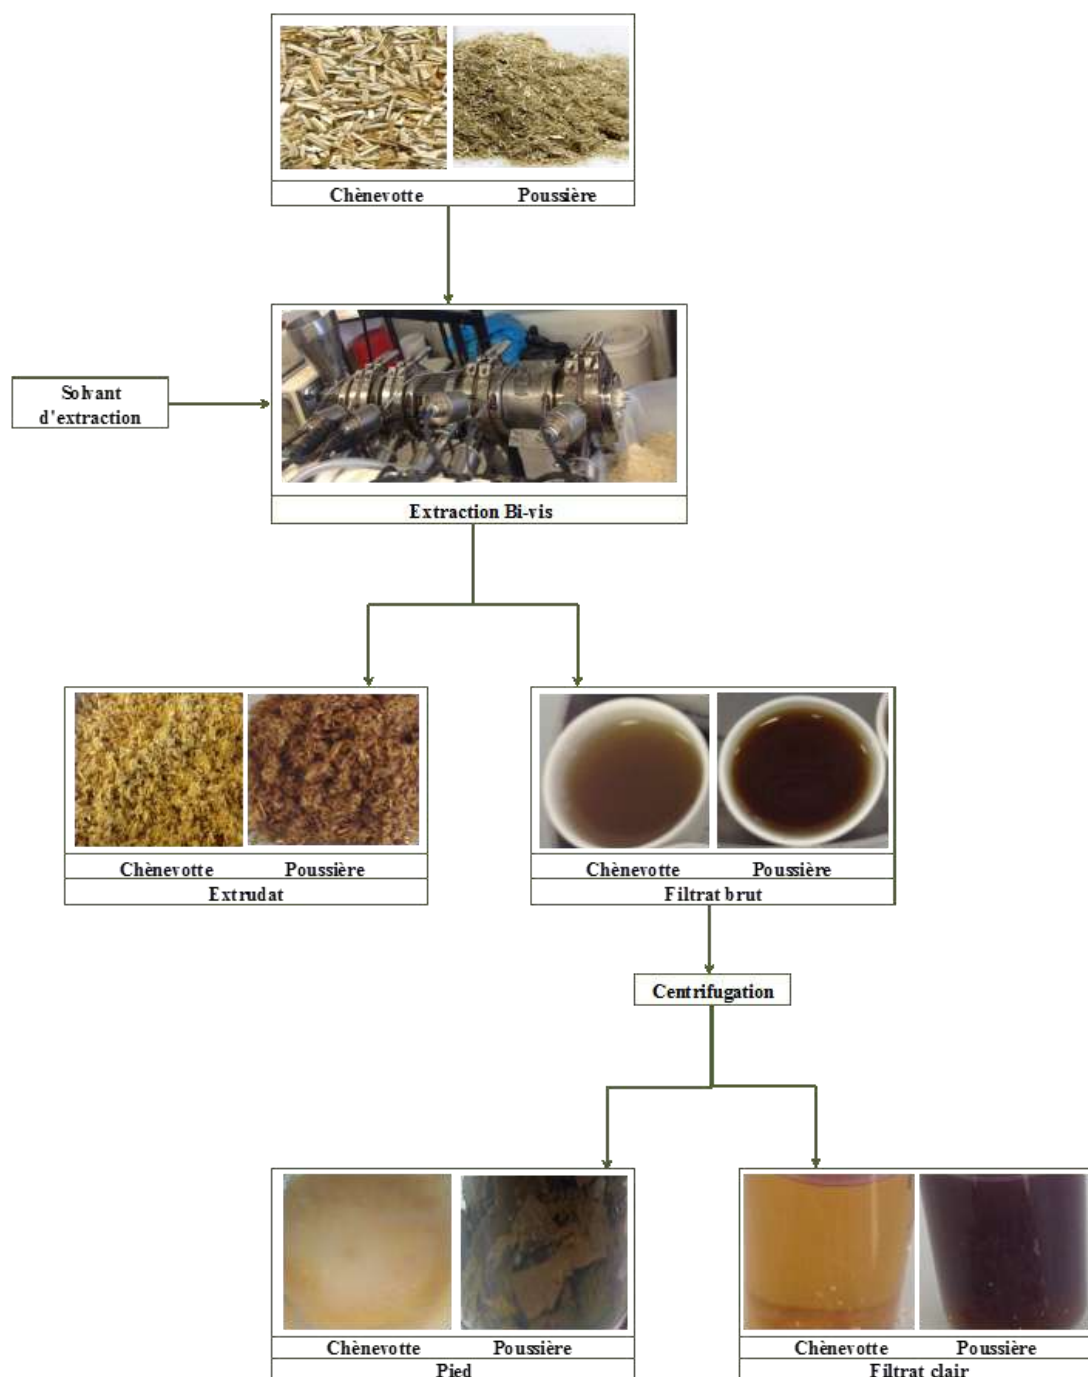 Chènevotte Poussière
Solvant
d'extraction
Extraction Bi-vis
Chènevotte Poussière
Extrudat
Chènevotte Poussière
Filtrat brut
Centrifugation
Chènevotte Poussière
Pied
Chènevotte Poussière
Filtrat clair